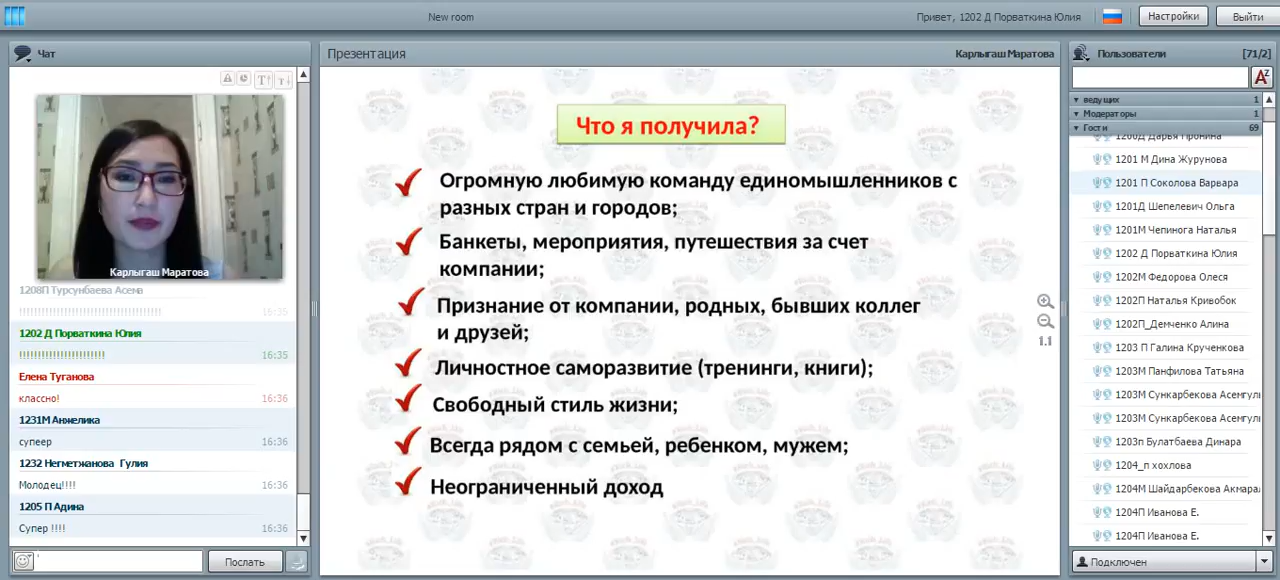 New room
Привет, 1202 Д Порваткина Юлия
Настройки
Выйти
Чат
Карлыгаш Маратова
1208П Турсунбаева Асема
!!!!!!!!!!!!!!!!!!!!!!!!!!!!!!!!!!!!!! 16:35
1202 Д Порваткина Юлия
!!!!!!!!!!!!!!!!!!!!!!! 16:35
Елена Туганова
классно! 16:36
1231М Анжелика
супеер 16:36
1232 Негметжанова Гулия
Молодец!!!! 16:36
1205 П Адина
Супер !!!! 16:36
Послать
Презентация
Карлыгаш Маратова
Что я получила?
Огромную любимую команду единомышленников с
разных стран и городов;
Банкеты, мероприятия, путешествия за счет
компании;
Признание от компании, родных, бывших коллег
и друзей;
Личностное саморазвитие (тренинги, книги);
Свободный стиль жизни;
Всегда рядом с семьей, ребенком, мужем;
Неограниченный доход
1.1
Пользователи [71/2]
ведущих 1
Модераторы 1
Гости 69
1200Д Дарья Пронина
1201 М Дина Журунова
1201 П Соколова Варвара
1201Д Шепелевич Ольга
1201М Чепинога Наталья
1202 Д Порваткина Юлия
1202М Федорова Олеся
1202П Наталья Кривобок
1202П_Демченко Алина
1203 П Галина Крученкова
1203М Панфилова Татьяна
1203М Сункарбекова Асемгул
1203М Сункарбекова Асемгул
1203п Булатбаева Динара
1204_п хохлова
1204М Шайдарбекова Акмарал
1204П Иванова Е.
1204П Иванова Е.
Подключен